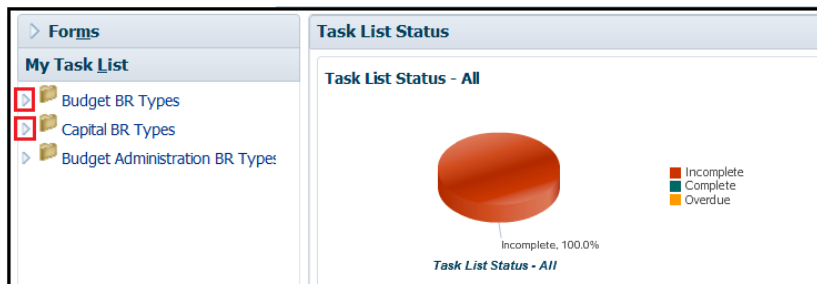 Forms
My Task List
Budget BR Types
Capital BR Types
Budget Administration BR Types
Task List Status
Task List Status - All
Incomplete
Complete
Overdue
Incomplete, 100.0%
Task List Status - All